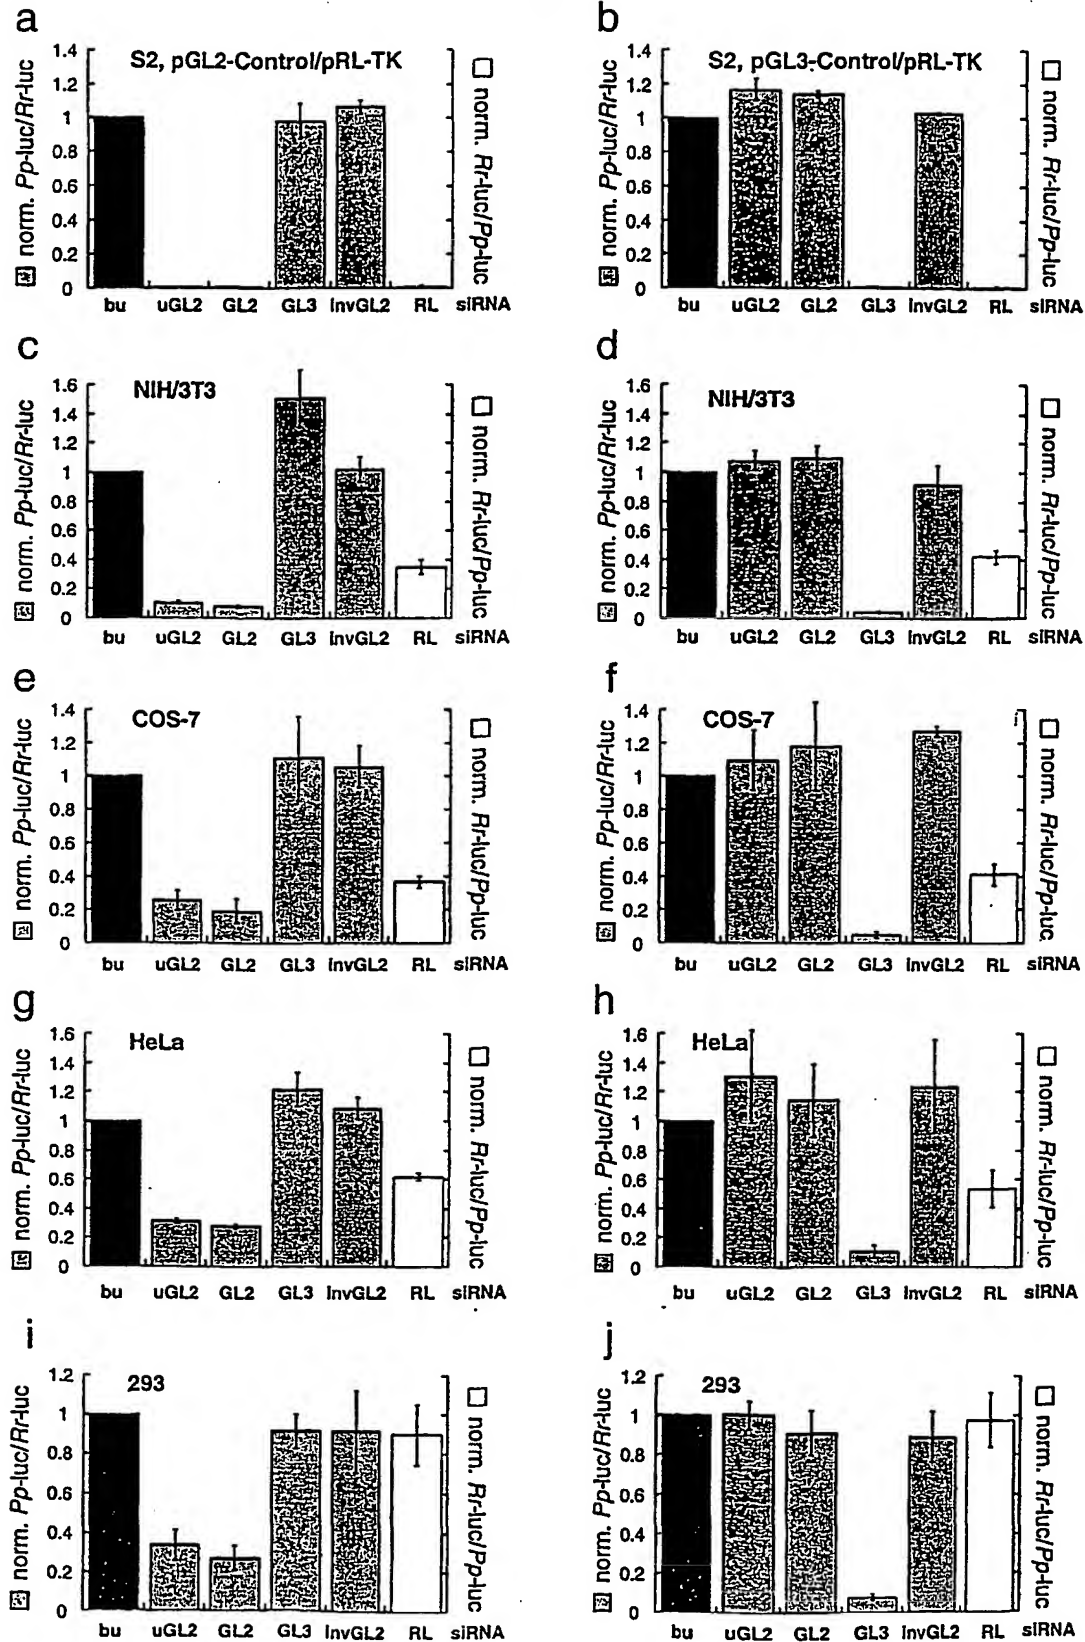 a
S2, pGL2-Control/pRL-TK
norm. Pp-luc/Rr-luc
1.4
1.2
1
0.8
0.6
0.4
0.2
0
norm. Rr-luc/Pp-luc
bu uGL2 GL2 GL3 invGL2 RL siRNA
b
S2, pGL3-Control/pRL-TK
norm. Pp-luc/Rr-luc
1.4
1.2
1
0.8
0.6
0.4
0.2
0
norm. Rr-luc/Pp-luc
bu uGL2 GL2 GL3 invGL2 RL siRNA
c
NIH/3T3
norm. Pp-luc/Rr-luc
1.6
1.4
1.2
1
0.8
0.6
0.4
0.2
0
norm. Rr-luc/Pp-luc
bu uGL2 GL2 GL3 invGL2 RL siRNA
d
NIH/3T3
norm. Pp-luc/Rr-luc
1.6
1.4
1.2
1
0.8
0.6
0.4
0.2
0
norm. Rr-luc/Pp-luc
bu uGL2 GL2 GL3 invGL2 RL siRNA
e
COS-7
norm. Pp-luc/Rr-luc
1.4
1.2
1
0.8
0.6
0.4
0.2
0
norm. Rr-luc/Pp-luc
bu uGL2 GL2 GL3 invGL2 RL siRNA
f
COS-7
norm. Pp-luc/Rr-luc
1.4
1.2
1
0.8
0.6
0.4
0.2
0
norm. Rr-luc/Pp-luc
bu uGL2 GL2 GL3 invGL2 RL siRNA
g
HeLa
norm. Pp-luc/Rr-luc
1.6
1.4
1.2
1
0.8
0.6
0.4
0.2
0
norm. Rr-luc/Pp-luc
bu uGL2 GL2 GL3 invGL2 RL siRNA
h
HeLa
norm. Pp-luc/Rr-luc
1.6
1.4
1.2
1
0.8
0.6
0.4
0.2
0
norm. Rr-luc/Pp-luc
bu uGL2 GL2 GL3 invGL2 RL siRNA
i
293
norm. Pp-luc/Rr-luc
1.2
1
0.8
0.6
0.4
0.2
0
norm. Rr-luc/Pp-luc
bu uGL2 GL2 GL3 invGL2 RL siRNA
j
293
norm. Pp-luc/Rr-luc
1.2
1
0.8
0.6
0.4
0.2
0
norm. Rr-luc/Pp-luc
bu uGL2 GL2 GL3 invGL2 RL siRNA